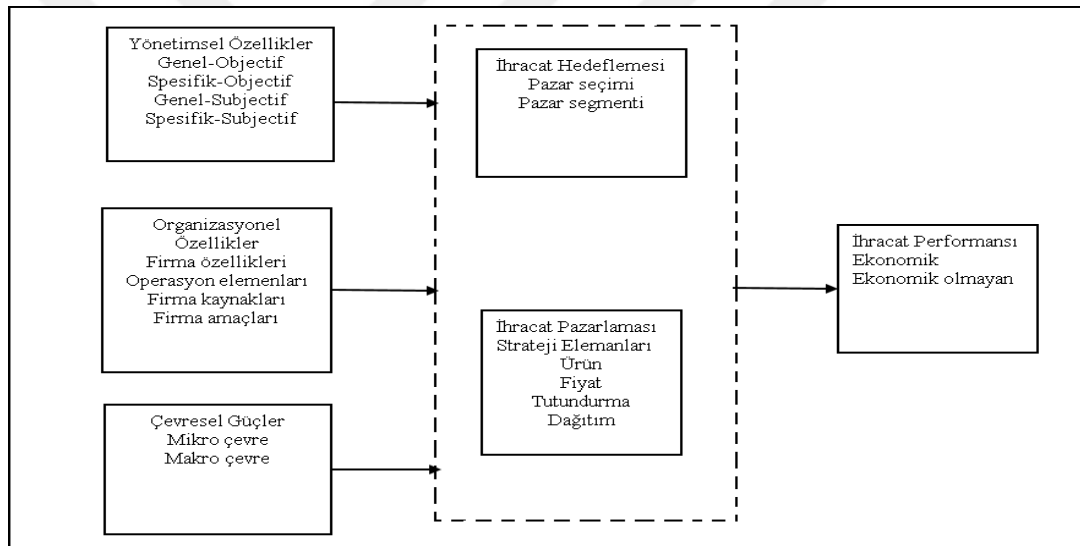 Yönetimsel Özellikler
Genel-Objectif
Spesifik-Objectif
Genel-Subjectif
Spesifik-Subjectif
Organizasyonel
Özellikler
Firma özellikleri
Operasyon elemenları
Firma kaynakları
Firma amaçları
Çevresel Güçler
Mikro çevre
Makro çevre
İhracat Hedeflemesi
Pazar seçimi
Pazar segmenti
İhracat Pazarlaması
Strateji Elemanları
Ürün
Fiyat
Tutundurma
Dağıtım
İhracat Performansı
Ekonomik
Ekonomik olmayan